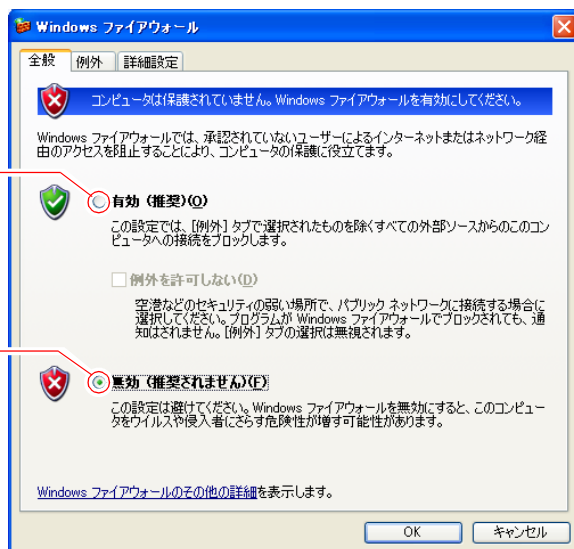 Windows ファイアウォール
全般 例外 詳細設定
コンピュータは保護されていません。Windows ファイアウォールを有効にしてください。
Windows ファイアウォールでは、承認されていないユーザーによるインターネットまたはネットワーク経
由のアクセスを阻止することにより、コンピュータの保護に役立てます。
有効 (推奨)(O)
この設定では、[例外] タブで選択されたものを除くすべての外部ソースからのこのコン
ピュータへの接続をブロックします。
例外を許可しない(D)
空港などのセキュリティの弱い場所で、パブリック ネットワークに接続する場合に
選択してください。プログラムが Windows ファイアウォールでブロックされても、通
知はされません。[例外] タブの選択は無視されます。
無効 (推奨されません)(F)
この設定は避けてください。Windows ファイアウォールを無効にすると、このコンピュー
タをウイルスや侵入者にさらす危険性が増す可能性があります。
Windows ファイアウォールのその他の詳細を表示します。
OK キャンセル